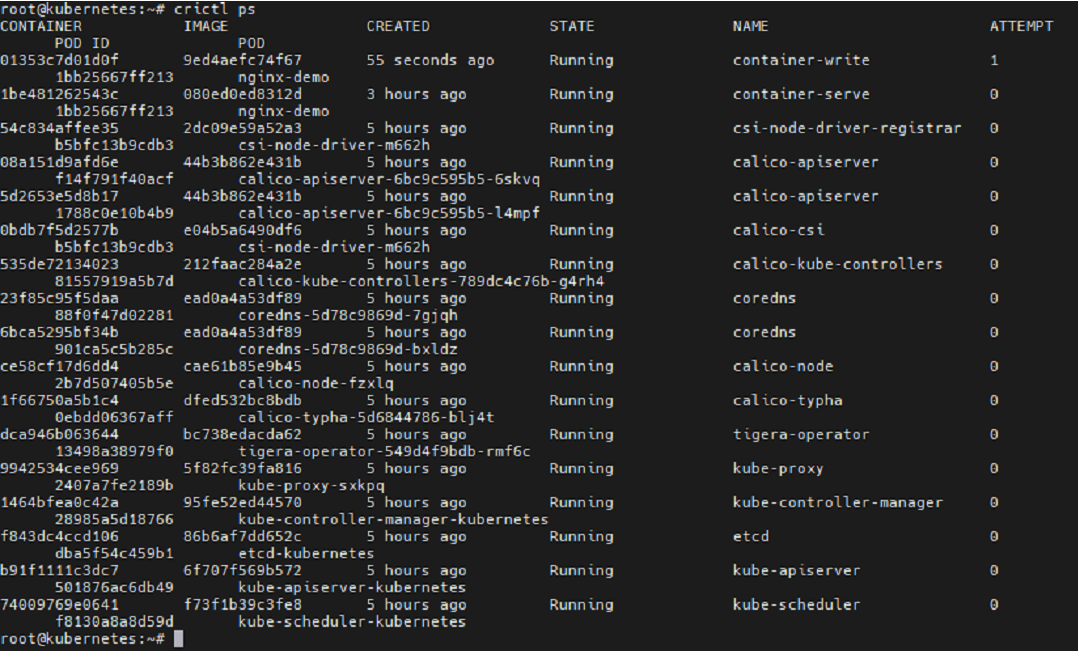 root@kubernetes:~# crictl ps
CONTAINER IMAGE CREATED STATE NAME ATTEMPT
POD ID POD
01353c7d01d0f 9ed4aefc74f67 55 seconds ago Running container-write 1
1bb25667ff213 nginx-demo
1be481262543c 080ed0ed8312d 3 hours ago Running container-serve 0
1bb25667ff213 nginx-demo
54c834affee35 2dc09e59a52a3 5 hours ago Running csi-node-driver-registrar 0
b5bfc13b9cdb3 csi-node-driver-m662h
08a151d9afd6e 44b3b862e431b 5 hours ago Running calico-apiserver 0
f14f791f40acf calico-apiserver-6bc9c595b5-6skvq
5d2653e5d8b17 44b3b862e431b 5 hours ago Running calico-apiserver 0
1788c0e10b4b9 calico-apiserver-6bc9c595b5-l4mpf
0bdb7f5d2577b e04b5a6490df6 5 hours ago Running calico-csi 0
b5bfc13b9cdb3 csi-node-driver-m662h
535de72134023 212faac284a2e 5 hours ago Running calico-kube-controllers 0
81557919a5b7d calico-kube-controllers-789dc4c76b-g4rh4
23f85c95f5daa ead0a4a53df89 5 hours ago Running coredns 0
88f0f47d02281 coredns-5d78c9869d-7gjqh
6bca5295bf34b ead0a4a53df89 5 hours ago Running coredns 0
901ca5c5b285c coredns-5d78c9869d-bxldz
ce58cf17d6dd4 cae61b85e9b45 5 hours ago Running calico-node 0
2b7d507405b5e calico-node-fzxlq
1f66750a5b1c4 dfed532bc8bdb 5 hours ago Running calico-typha 0
0ebdd06367aff calico-typha-5d6844786-blj4t
dca946b063644 bc738edacda62 5 hours ago Running tigera-operator 0
13498a38979f0 tigera-operator-549d4f9bdb-rmf6c
9942534cee969 5f82fc39fa816 5 hours ago Running kube-proxy 0
2407a7fe2189b kube-proxy-sxkpq
1464bfea0c42a 95fe52ed44570 5 hours ago Running kube-controller-manager 0
28985a5d18766 kube-controller-manager-kubernetes
f843dc4ccd106 86b6af7dd652c 5 hours ago Running etcd 0
dba5f54c459b1 etcd-kubernetes
b91f1111c3dc7 6f707f569b572 5 hours ago Running kube-apiserver 0
501876ac6db49 kube-apiserver-kubernetes
74009769e0641 f73f1b39c3fe8 5 hours ago Running kube-scheduler 0
f8130a8a8d59d kube-scheduler-kubernetes
root@kubernetes:~#